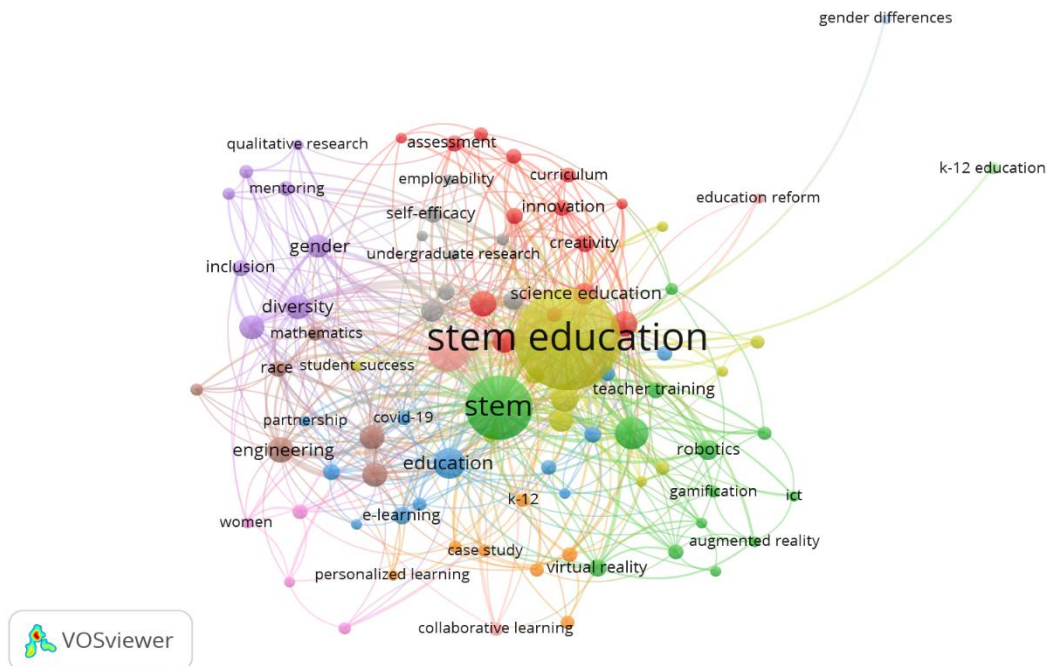 gender differences
qualitative research
assessment
k-12 education
mentoring
employability
curriculum
education reform
self-efficacy
innovation
gender
undergraduate research
creativity
inclusion
diversity
science education
mathematics
stem education
race
student success
teacher training
partnership
covid-19
stem
engineering
education
robotics
k-12
gamification
ict
women
e-learning
case study
augmented reality
personalized learning
virtual reality
collaborative learning
VOSviewer